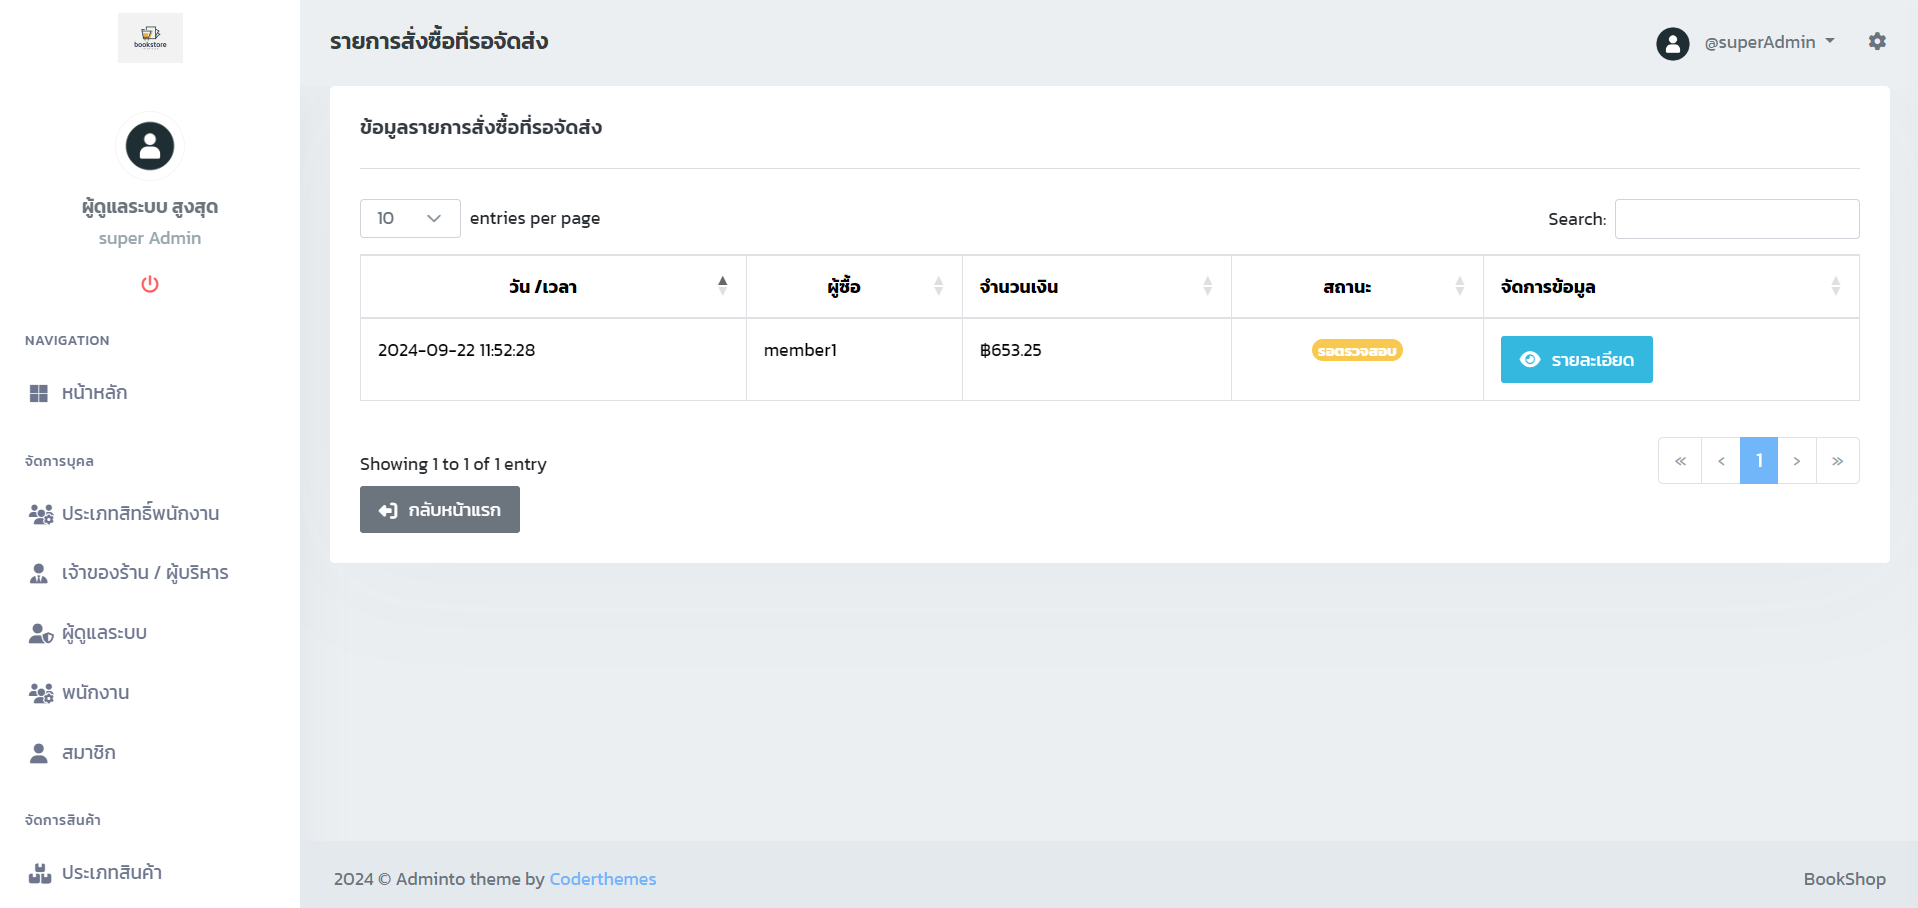 bookstore
ผู้ดูแลระบบ สูงสุด
super Admin
NAVIGATION
หน้าหลัก
จัดการบุคล
ประเภทสิทธิ์พนักงาน
เจ้าของร้าน / ผู้บริหาร
ผู้ดูแลระบบ
พนักงาน
สมาชิก
จัดการสินค้า
ประเภทสินค้า
รายการสั่งซื้อที่รอจัดส่ง
@superAdmin
ข้อมูลรายการสั่งซื้อที่รอจัดส่ง
10 entries per page
Search:
วัน /เวลา ผู้ซื้อ จำนวนเงิน สถานะ จัดการข้อมูล
2024-09-22 11:52:28 member1 ฿653.25 รอตรวจสอบ รายละเอียด
Showing 1 to 1 of 1 entry
« ‹ 1 › »
กลับหน้าแรก
2024 © Adminto theme by Coderthemes
BookShop